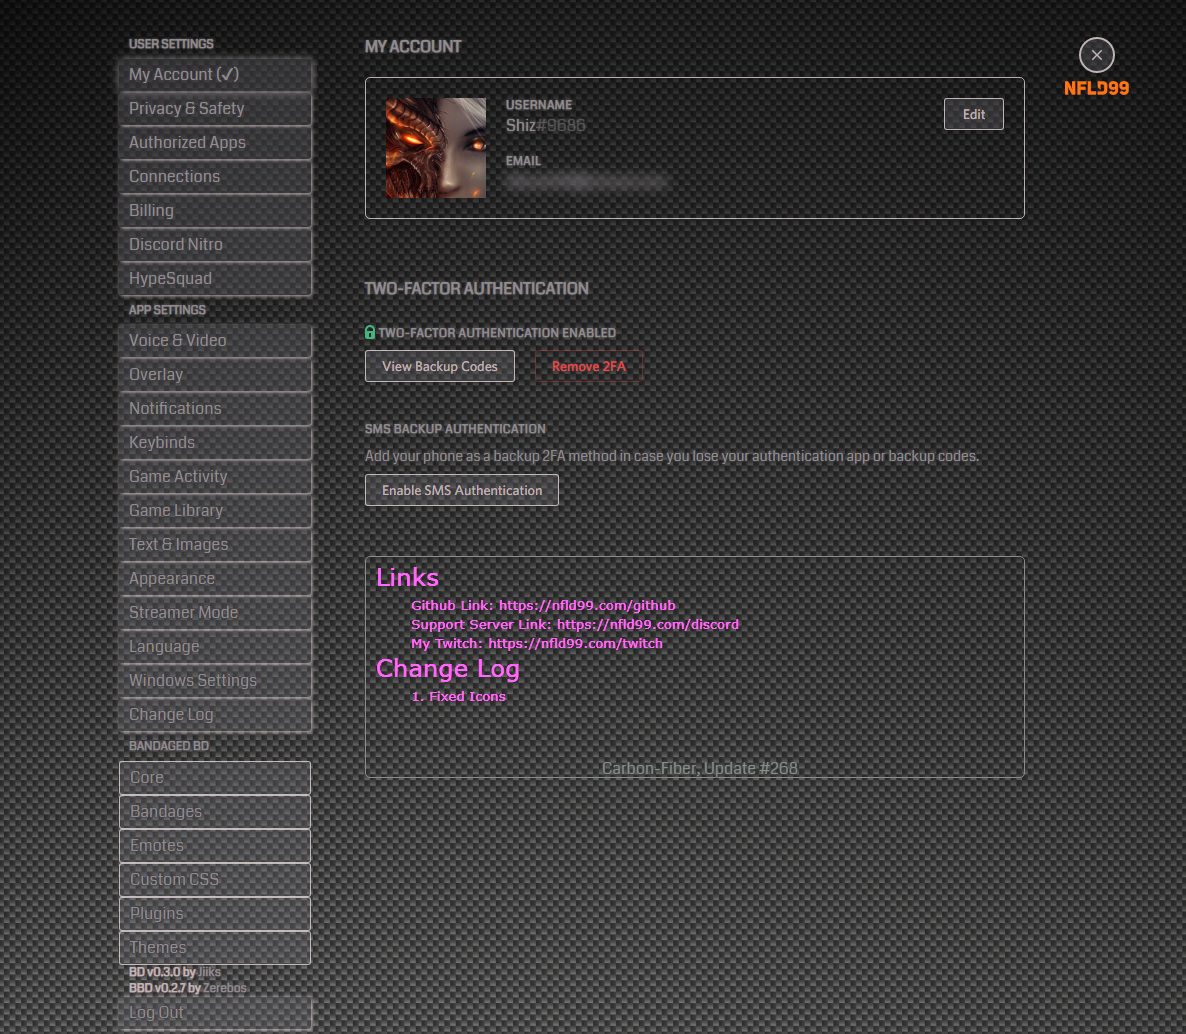 USER SETTINGS
My Account (✓)
Privacy & Safety
Authorized Apps
Connections
Billing
Discord Nitro
HypeSquad
APP SETTINGS
Voice & Video
Overlay
Notifications
Keybinds
Game Activity
Game Library
Text & Images
Appearance
Streamer Mode
Language
Windows Settings
Change Log
BANDAGED BD
Core
Bandages
Emotes
Custom CSS
Plugins
Themes
BD v0.3.0 by Jiiks
BBD v0.2.7 by Zerebos
Log Out
MY ACCOUNT
USERNAME
Shiz#9686
Edit
EMAIL
TWO-FACTOR AUTHENTICATION
TWO-FACTOR AUTHENTICATION ENABLED
View Backup Codes
Remove 2FA
SMS BACKUP AUTHENTICATION
Add your phone as a backup 2FA method in case you lose your authentication app or backup codes.
Enable SMS Authentication
Links
Github Link: https://nfld99.com/github
Support Server Link: https://nfld99.com/discord
My Twitch: https://nfld99.com/twitch
Change Log
1. Fixed Icons
Carbon-Fiber, Update #268
NFLD99